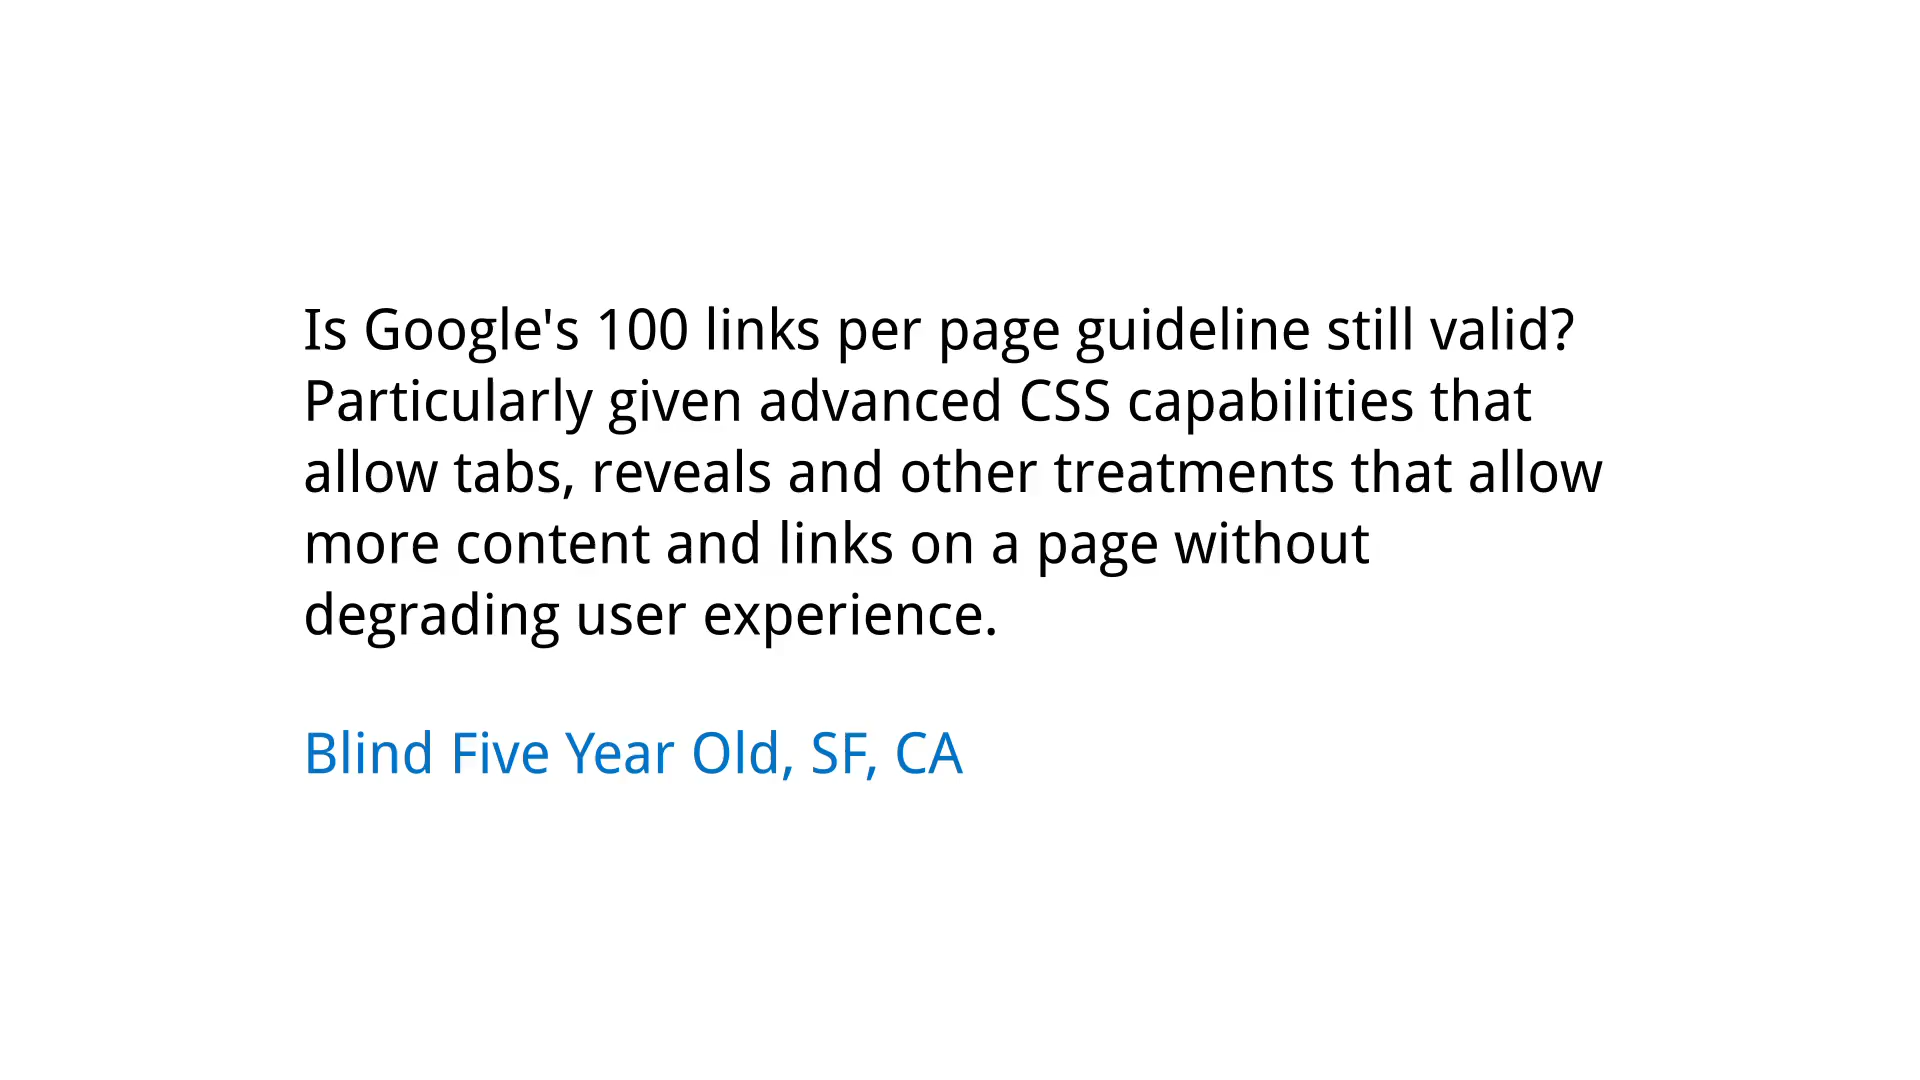 Is Google's 100 links per page guideline still valid?
Particularly given advanced CSS capabilities that
allow tabs, reveals and other treatments that allow
more content and links on a page without
degrading user experience.
Blind Five Year Old, SF, CA